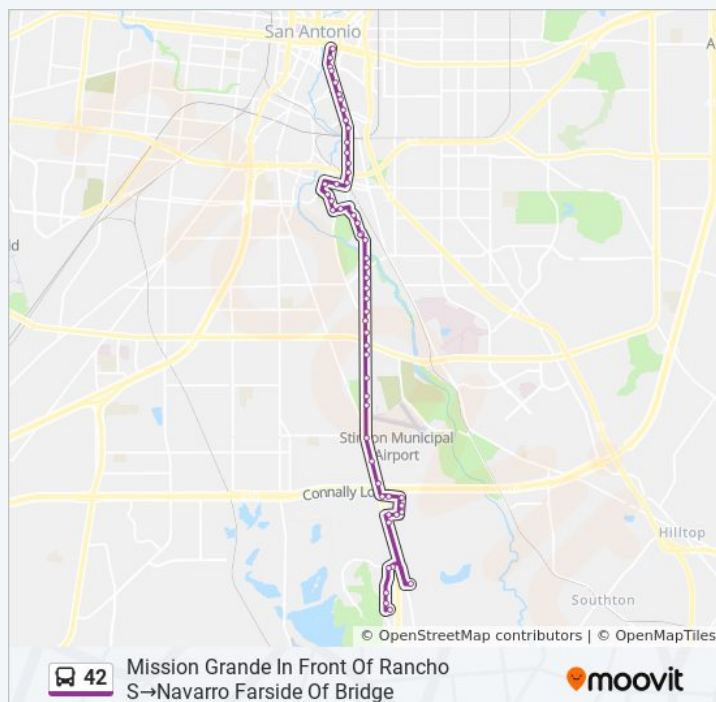 San Antonio
ld
Stinson Municipal
Airport
Connally Lo
Hilltop
Southton
© OpenStreetMap contributors | © OpenMapTiles
42
Mission Grande In Front Of Rancho
S→Navarro Farside Of Bridge
moovit